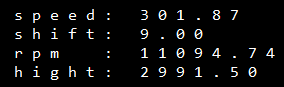 speed: 301.87
shift: 9.00
rpm  : 11094.74
hight: 2991.50